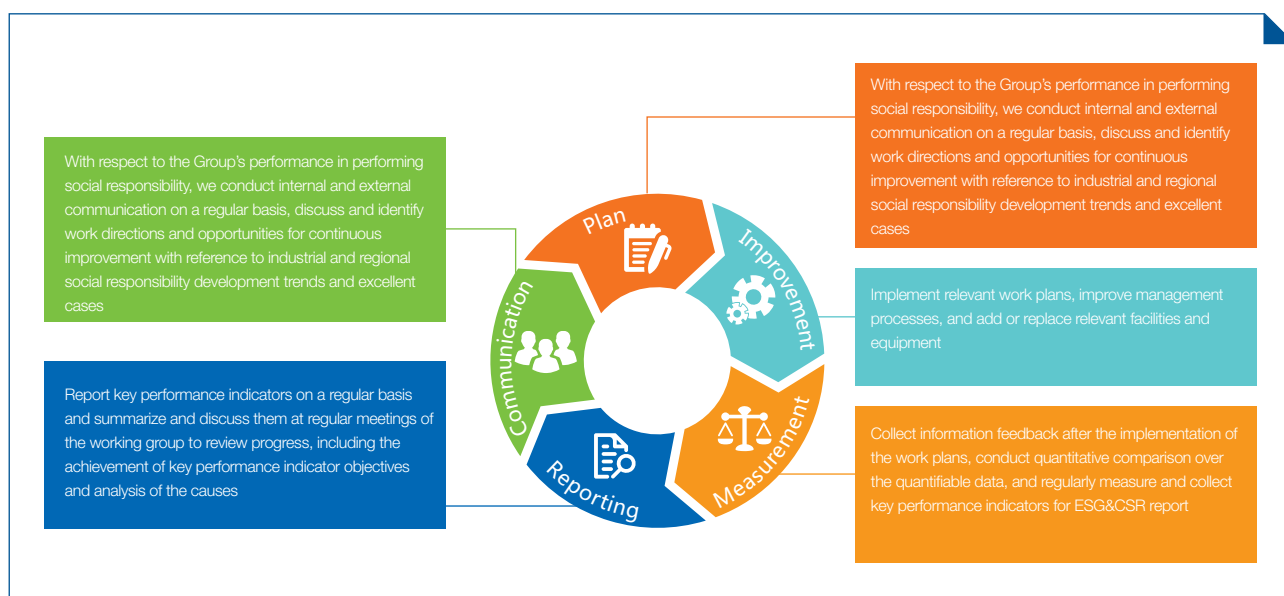 With respect to the Group's performance in performing
social responsibility, we conduct internal and external
communication on a regular basis, discuss and identify
work directions and opportunities for continuous
improvement with reference to industrial and regional
social responsibility development trends and excellent
cases
Report key performance indicators on a regular basis
and summarize and discuss them at regular meetings of
the working group to review progress, including the
achievement of key performance indicator objectives
and analysis of the causes
Plan
Improvement
Measurement
Reporting
Communication
With respect to the Group's performance in performing
social responsibility, we conduct internal and external
communication on a regular basis, discuss and identify
work directions and opportunities for continuous
improvement with reference to industrial and regional
social responsibility development trends and excellent
cases
Implement relevant work plans, improve management
processes, and add or replace relevant facilities and
equipment
Collect information feedback after the implementation of
the work plans, conduct quantitative comparison over
the quantifiable data, and regularly measure and collect
key performance indicators for ESG&CSR report